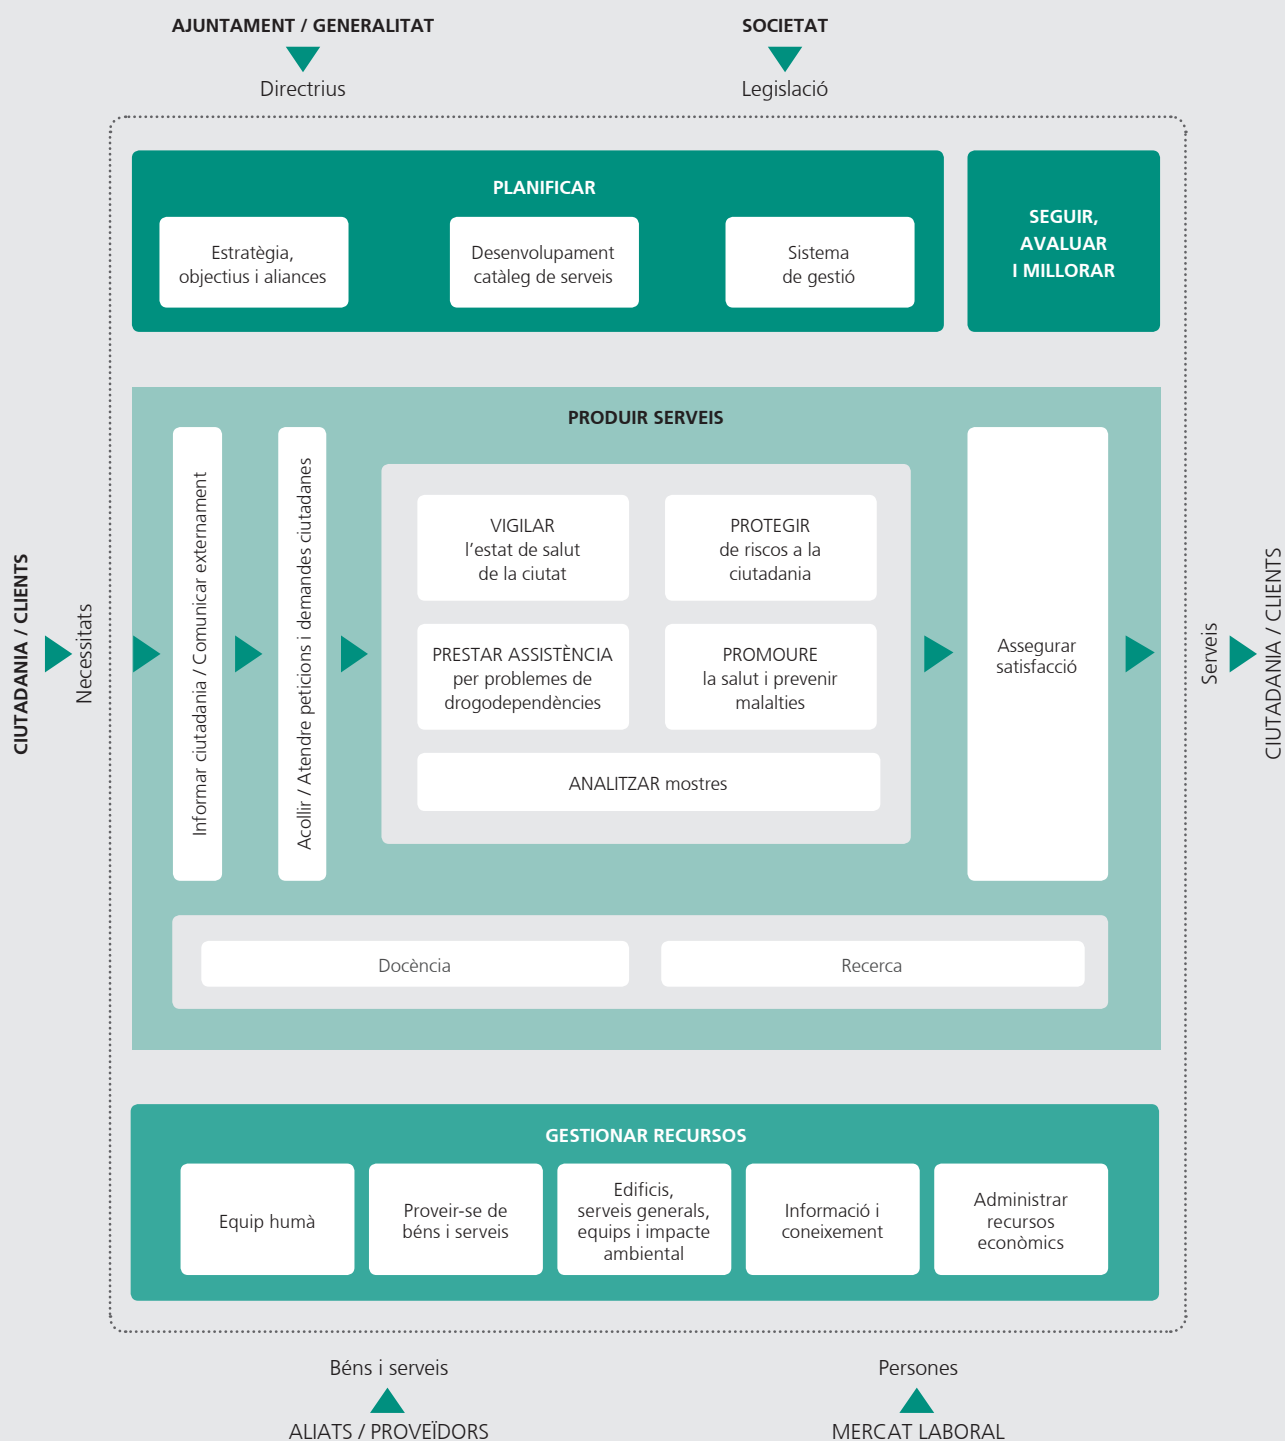 AJUNTAMENT / GENERALITAT
SOCIETAT
Directrius
Legislació
PLANIFICAR
Estratègia,
objectius i aliances
Desenvolupament
catàleg de serveis
Sistema
de gestió
SEGUIR,
AVALUAR
I MILLORAR
CIUTADANIA / CLIENTS
Necessitats
PRODUIR SERVEIS
Informar ciutadania / Comunicar externament
Acollir / Atendre peticions i demandes ciutadanes
VIGILAR
l'estat de salut
de la ciutat
PROTEGIR
de riscos a la
ciutadania
PRESTAR ASSISTÈNCIA
per problemes de
drogodependències
PROMOURE
la salut i prevenir
malalties
ANALITZAR mostres
Assegurar
satisfacció
Serveis
CIUTADANIA / CLIENTS
Docència
Recerca
GESTIONAR RECURSOS
Equip humà
Proveir-se de
béns i serveis
Edificis,
serveis generals,
equips i impacte
ambiental
Informació i
coneixement
Administrar
recursos
econòmics
Béns i serveis
Persones
ALIATS / PROVEÏDORS
MERCAT LABORAL